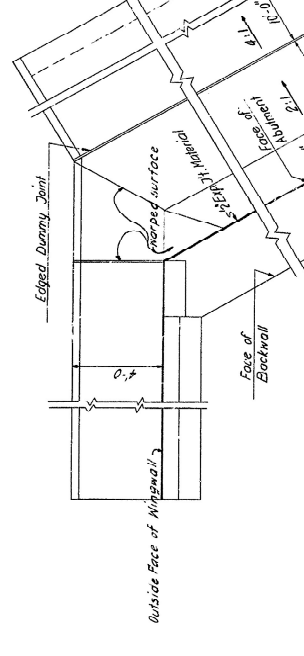 Edged Dummy Joint
Warped surface
½" Exp. Jt. Material
Face of
Abutment
4:1
2:1
10'-0"
4'-0
Face of
Backwall
Outside Face of Wingwall